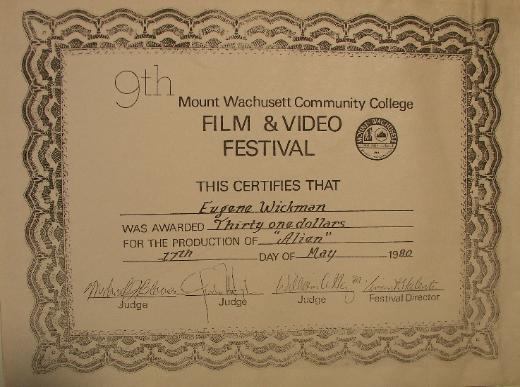 9th Mount Wachusett Community College
FILM & VIDEO
FESTIVAL
THIS CERTIFIES THAT
Eugene Wickman
WAS AWARDED Thirty one dollars
FOR THE PRODUCTION OF "Alien"
17th DAY OF May 1980
Judge Judge Judge Festival Director